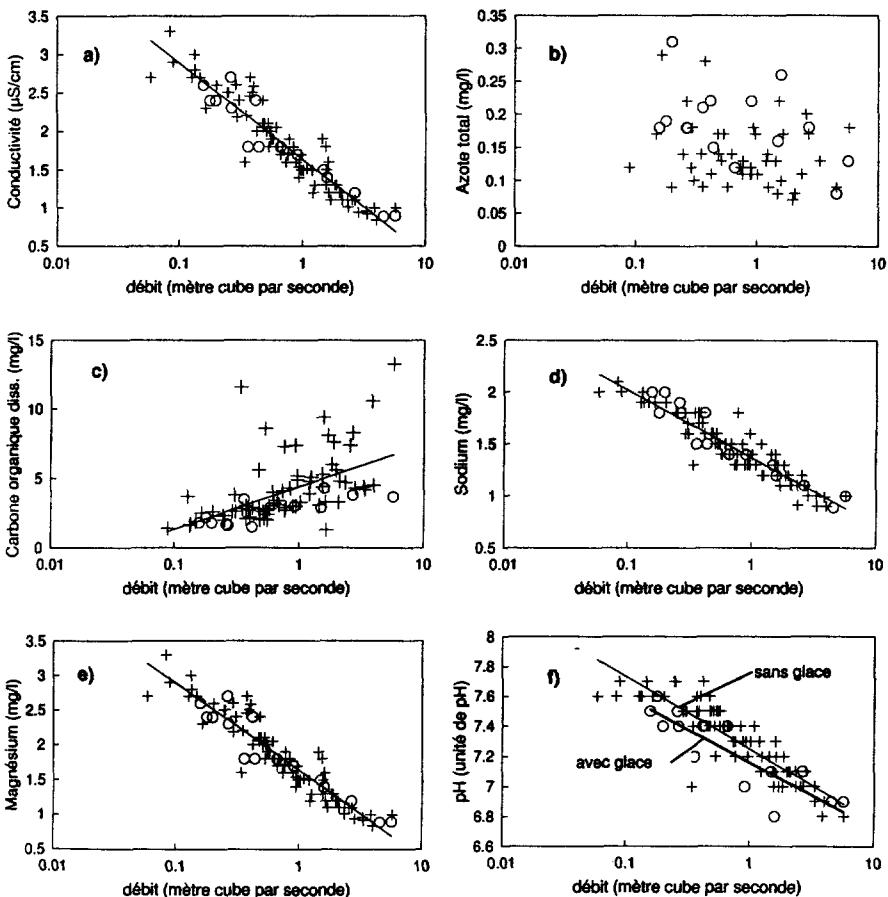 a)
Conductivité (µS/cm)
3.5
3
2.5
2
1.5
1
0.5
0.01 0.1 1 10
débit (mètre cube par seconde)
b)
Azote total (mg/l)
0.35
0.3
0.25
0.2
0.15
0.1
0.05
0
0.01 0.1 1 10
débit (mètre cube par seconde)
c)
Carbone organique diss. (mg/l)
15
10
5
0
0.01 0.1 1 10
débit (mètre cube par seconde)
d)
Sodium (mg/l)
2.5
2
1.5
1
0.5
0.01 0.1 1 10
débit (mètre cube par seconde)
e)
Magnésium (mg/l)
3.5
3
2.5
2
1.5
1
0.5
0.01 0.1 1 10
débit (mètre cube par seconde)
f)
pH (unité de pH)
8
7.8
7.6
7.4
7.2
7
6.8
6.6
sans glace
avec glace
0.01 0.1 1 10
débit (mètre cube par seconde)